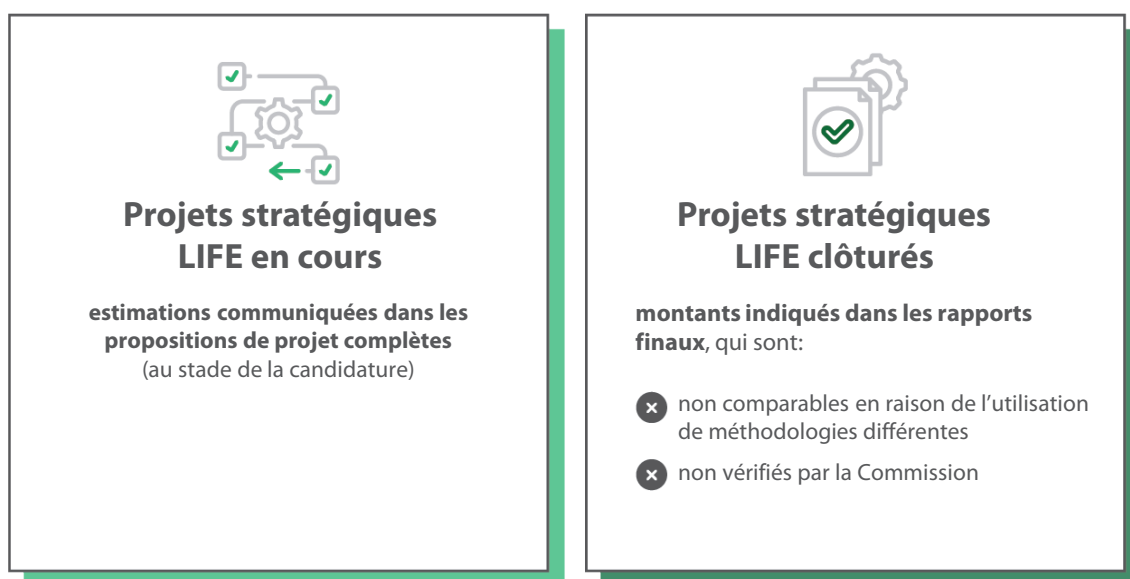 Projets stratégiques
LIFE en cours
estimations communiquées dans les
propositions de projet complètes
(au stade de la candidature)
Projets stratégiques
LIFE clôturés
montants indiqués dans les rapports
finaux, qui sont:
non comparables en raison de l’utilisation
de méthodologies différentes
non vérifiés par la Commission